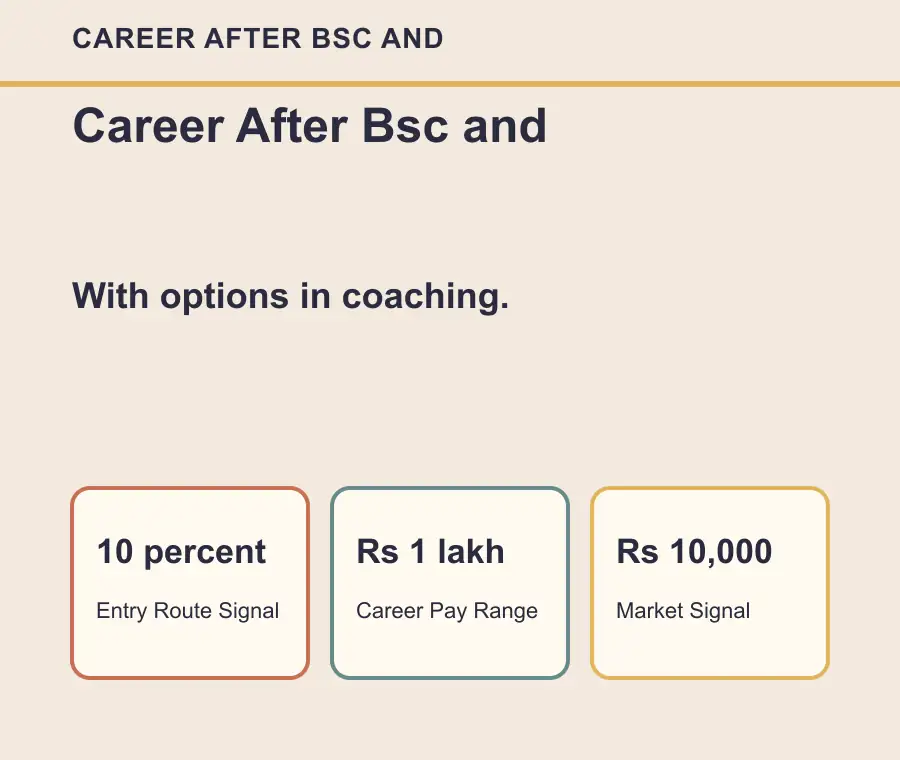 CAREER AFTER BSC AND
Career After Bsc and
With options in coaching.
10 percent
Entry Route Signal
Rs 1 lakh
Career Pay Range
Rs 10,000
Market Signal